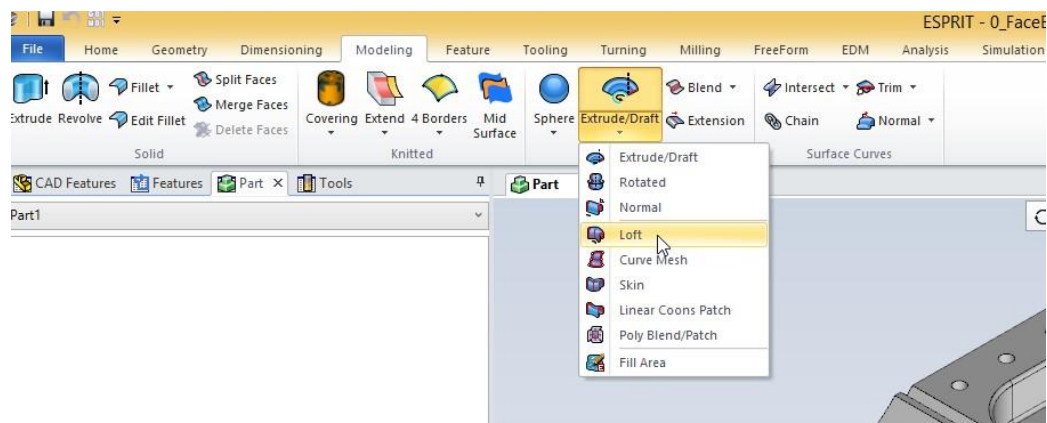 ESPRIT - 0_FaceB
File Home Geometry Dimensioning Modeling Feature Tooling Turning Milling FreeForm EDM Analysis Simulation
Split Faces
Fillet Blend Intersect Trim
Merge Faces
Extrude Revolve Edit Fillet Covering Extend 4 Borders Mid Surface Sphere Extrude/Draft Extension Chain Normal
Delete Faces
Solid Knitted Surface Curves
Extrude/Draft
CAD Features Features Part Tools Part
Rotated
Normal
Part1
Loft
Curve Mesh
Skin
Linear Coons Patch
Poly Blend/Patch
Fill Area